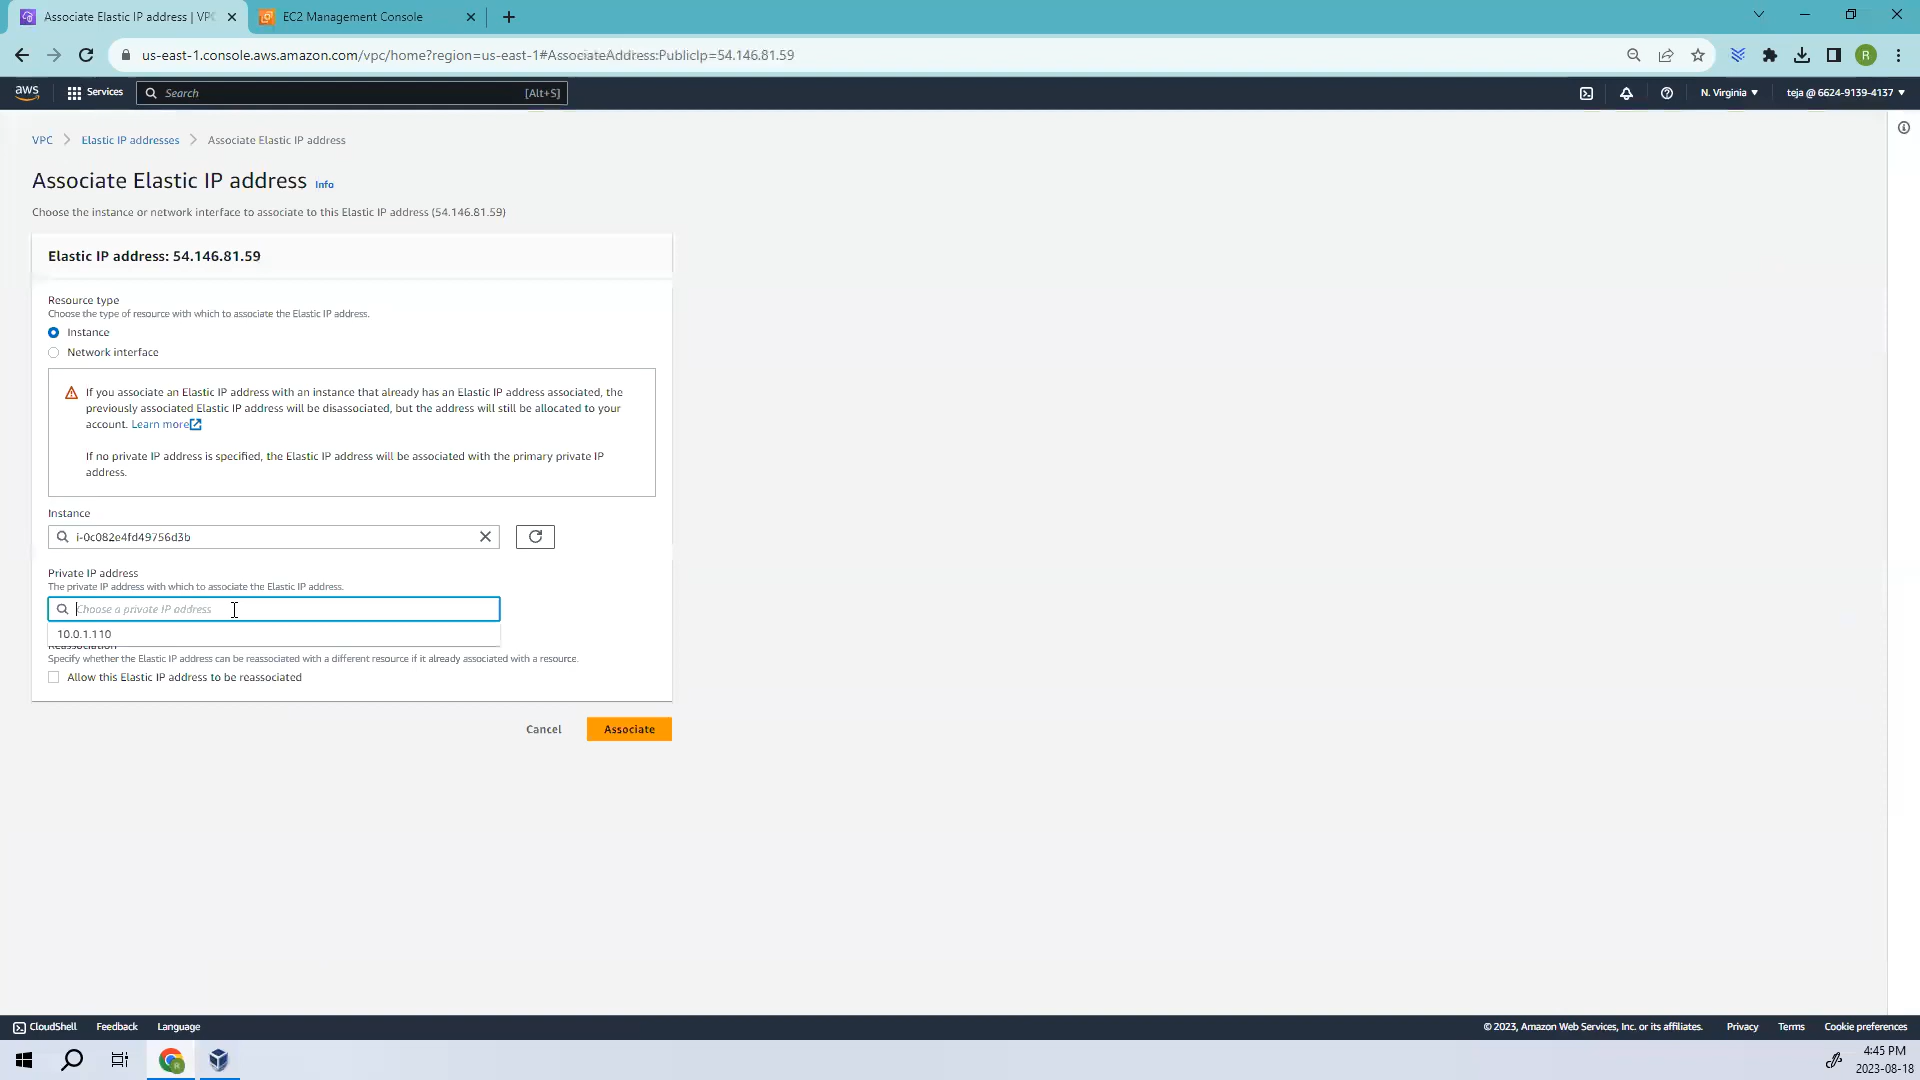 Associate Elastic IP address | VPC
EC2 Management Console
us-east-1.console.aws.amazon.com/vpc/home?region=us-east-1#AssociateAddress:PublicIp=54.146.81.59
R
aws
Services
Search
[Alt+S]
N. Virginia
teja @ 6624-9139-4137
VPC
Elastic IP addresses
Associate Elastic IP address
Associate Elastic IP address
Info
Choose the instance or network interface to associate to this Elastic IP address (54.146.81.59)
Elastic IP address: 54.146.81.59
Resource type
Choose the type of resource with which to associate the Elastic IP address.
Instance
Network interface
If you associate an Elastic IP address with an instance that already has an Elastic IP address associated, the
previously associated Elastic IP address will be disassociated, but the address will still be allocated to your
account. Learn more
If no private IP address is specified, the Elastic IP address will be associated with the primary private IP
address.
Instance
i-0c082e4fd49756d3b
Private IP address
The private IP address with which to associate the Elastic IP address.
Choose a private IP address
10.0.1.110
Reassociation
Specify whether the Elastic IP address can be reassociated with a different resource if it already associated with a resource.
Allow this Elastic IP address to be reassociated
Cancel
Associate
CloudShell
Feedback
Language
© 2023, Amazon Web Services, Inc. or its affiliates.
Privacy
Terms
Cookie preferences
4:45 PM
2023-08-18